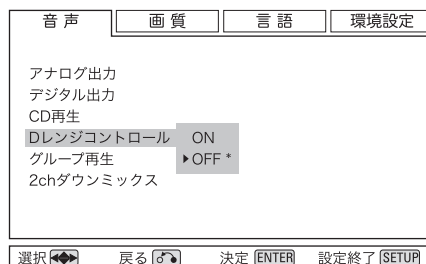 音声 画質 言語 環境設定
アナログ出力
デジタル出力
CD再生
Dレンジコントロール ON
グループ再生 ▶OFF *
2chダウンミックス
選択 戻る 決定 ENTER 設定終了 SETUP